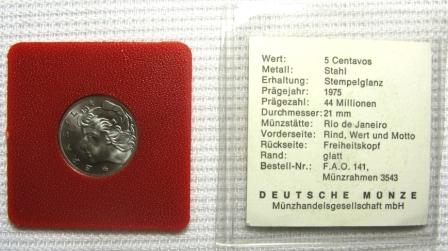 BRASIL
Wert: 5 Centavos
Metall: Stahl
Erhaltung: Stempelglanz
Prägejahr: 1975
Prägezahl: 44 Millionen
Durchmesser: 21 mm
Münzstätte: Rio de Janeiro
Vorderseite: Rind, Wert und Motto
Rückseite: Freiheitskopf
Rand: glatt
Bestell-Nr.: F.A.O. 141,
Münzrahmen 3543
DEUTSCHE MÜNZE
Münzhandelsgesellschaft mbH